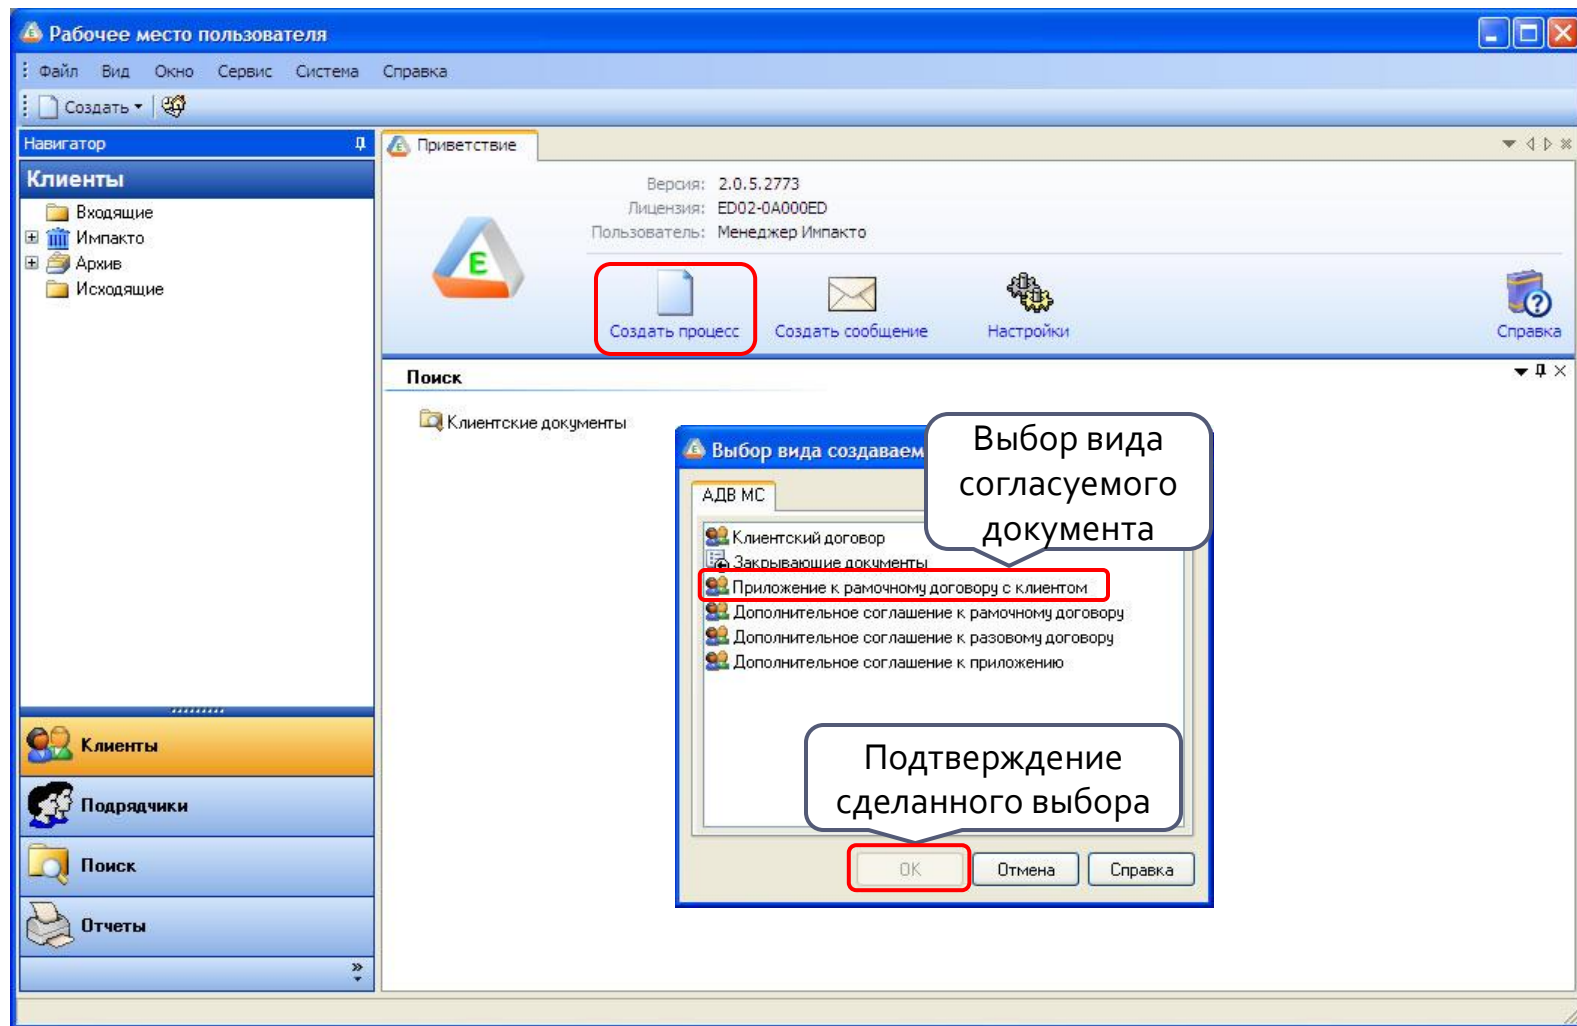 Рабочее место пользователя
Файл Вид Окно Сервис Система Справка
Создать
Навигатор
Клиенты
Входящие
Импакто
Архив
Исходящие
Клиенты
Подрядчики
Поиск
Отчеты
Приветствие
Версия: 2.0.5.2773
Лицензия: ED02-0A000ED
Пользователь: Менеджер Импакто
E
Создать процесс
Создать сообщение
Настройки
Справка
Поиск
Клиентские документы
Выбор вида создаваем
АДВ МС
Клиентский договор
Закрывающие документы
Приложение к рамочному договору с клиентом
Дополнительное соглашение к рамочному договору
Дополнительное соглашение к разовому договору
Дополнительное соглашение к приложению
Выбор вида
согласуемого
документа
Подтверждение
сделанного выбора
OK
Отмена
Справка